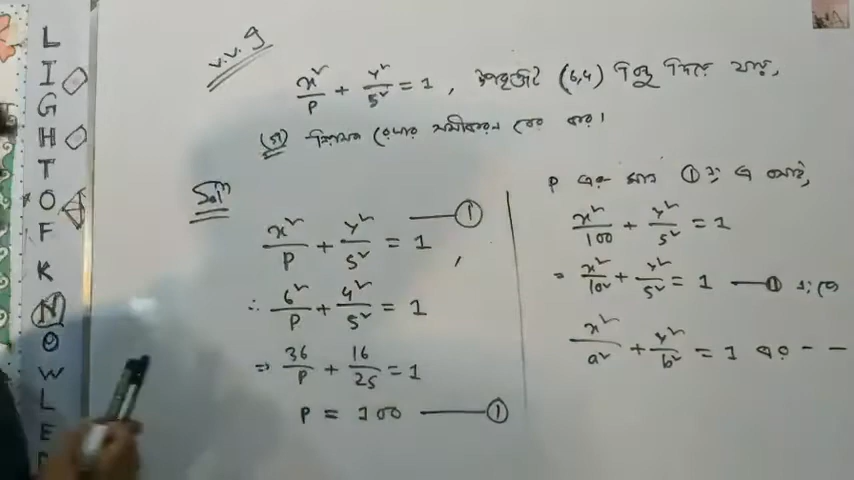 L
I
G
H
T
O
F
K
N
O
W
L
E
v.v.g
x²/p + y²/5² = 1, উপবৃত্তটি (6,4) বিন্দু দিয়ে যায়,
রেখার সমীকরণ বের কর।
Solⁿ
x²/p + y²/5² = 1 —— ①
,
∴ 6²/p + 4²/5² = 1
⇒ 36/p + 16/25 = 1
p = 100 —— ①
p এর মান ① নং এ বসাই,
x²/100 + y²/5² = 1
= x²/10² + y²/5² = 1 —— ① নং কে
x²/a² + y²/b² = 1 এর - -